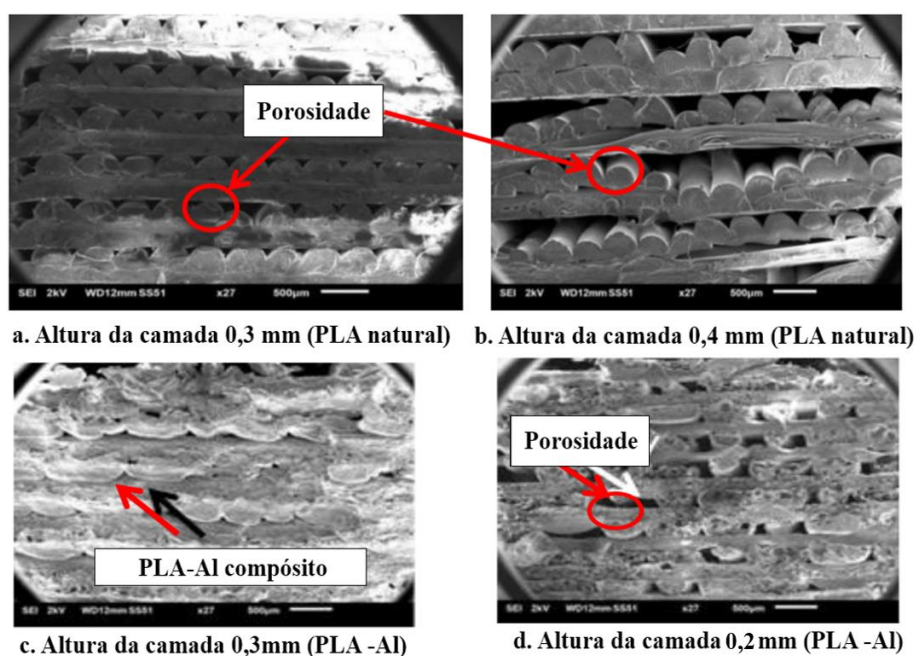 Porosidade
SEI 2kV WD12mm SS51 x27 500µm
SEI 2kV WD12mm SS51 x27 500µm
a. Altura da camada 0,3 mm (PLA natural)
b. Altura da camada 0,4 mm (PLA natural)
Porosidade
PLA-Al compósito
SEI 2kV WD12mm SS51 x27 500µm
SEI 2kV WD12mm SS51 x27 500µm
c. Altura da camada 0,3mm (PLA -Al)
d. Altura da camada 0,2mm (PLA -Al)